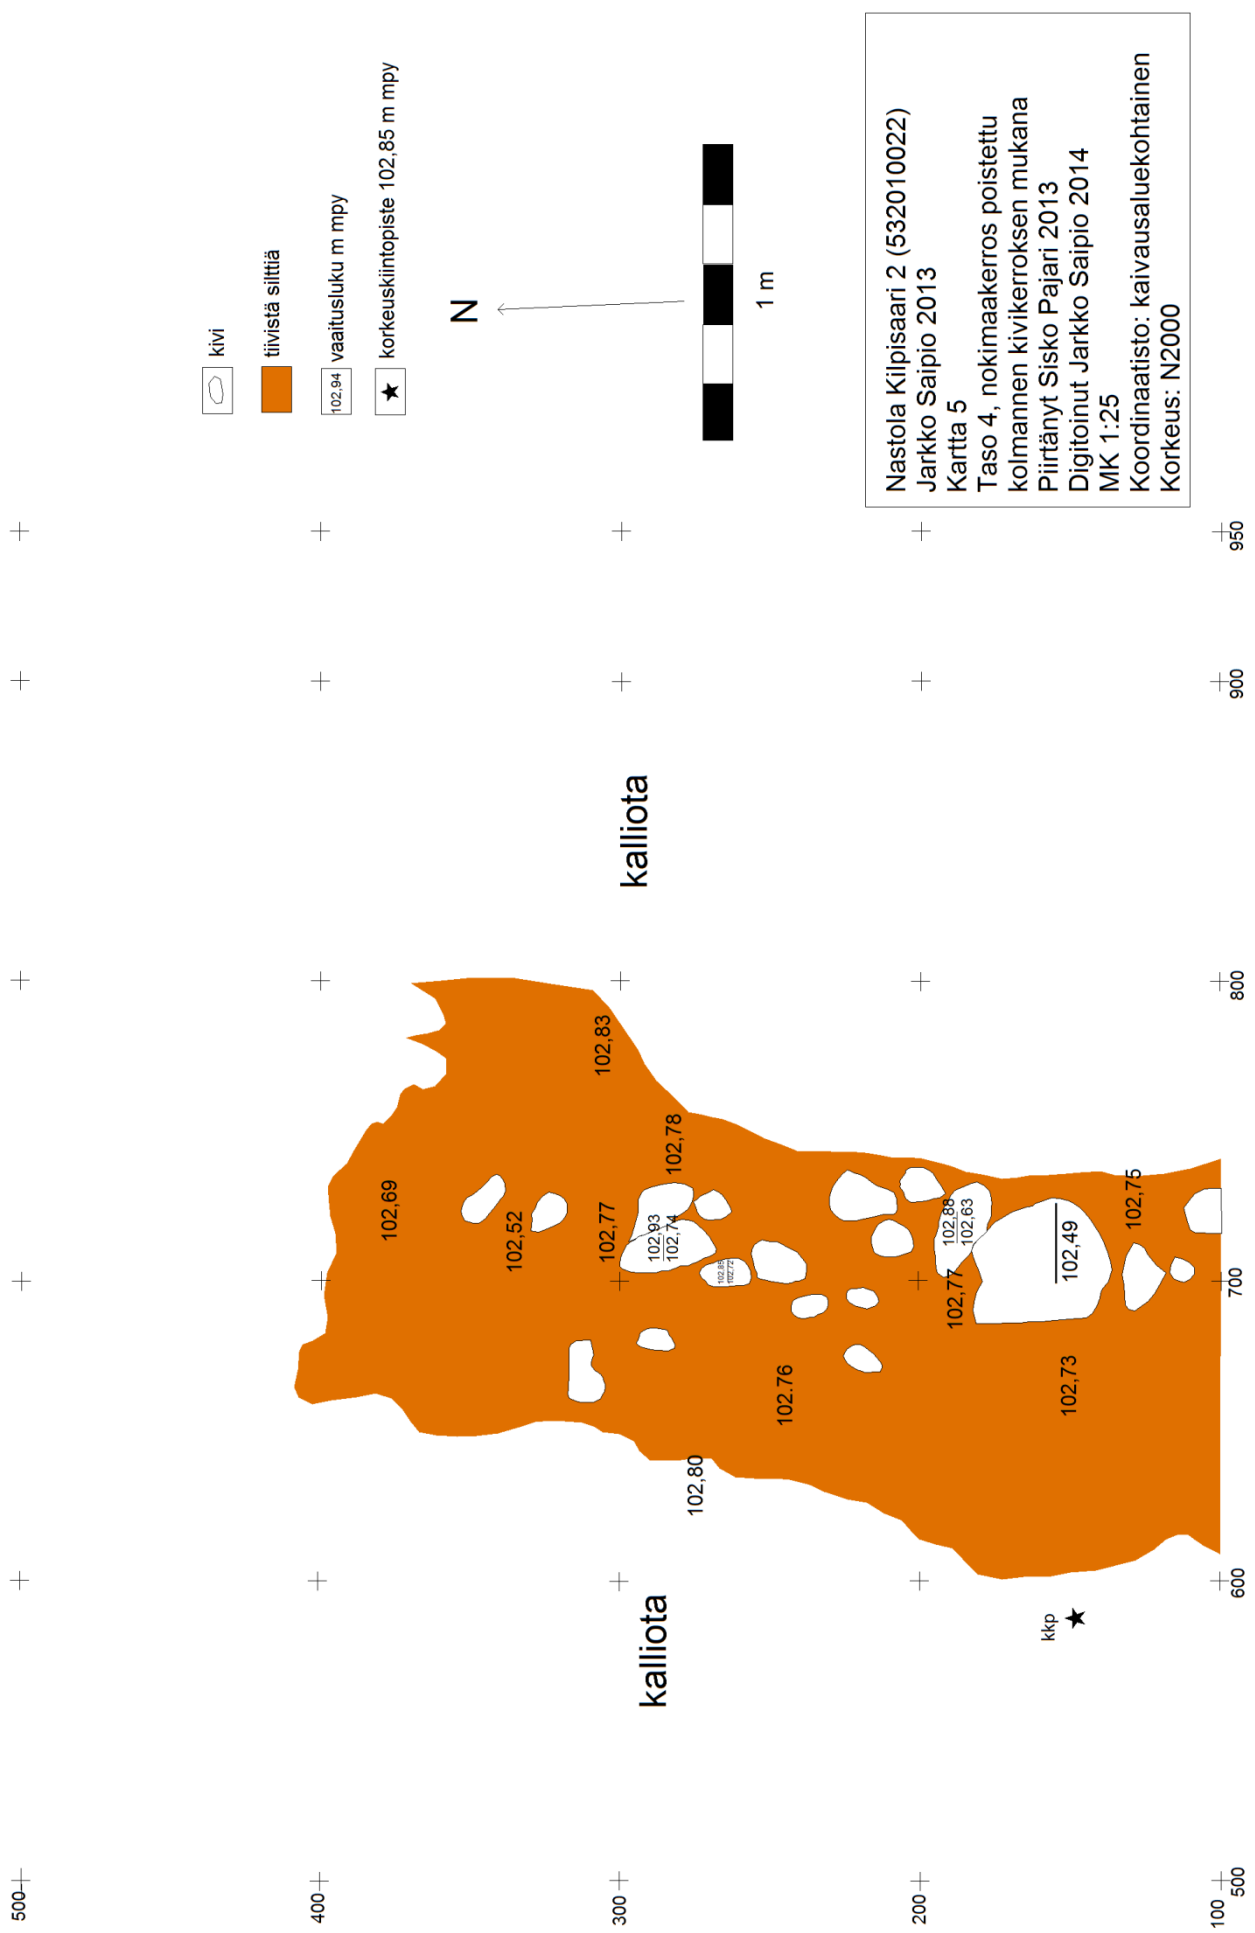 kivi
tiivistä silttiä
102,94 vaaitusluku m mpy
korkeuskiintopiste 102,85 m mpy
N
1 m
Nastola Kilpisaari 2 (532010022)
Jarkko Saipio 2013
Kartta 5
Taso 4, nokimaakerros poistettu
kolmannen kivikerroksen mukana
Piirtänyt Sisko Pajari 2013
Digitoinut Jarkko Saipio 2014
MK 1:25
Koordinaatisto: kaivausaluekohtainen
Korkeus: N2000
500
400
300
200
100
500
600
700
800
900
950
kalliota
kalliota
102,69
102,52
102,77
102,83
102,78
102,93
102,74
102,85
102,72
102,80
102.76
102,88
102,63
102,77
102,49
102,73
102,75
kkp